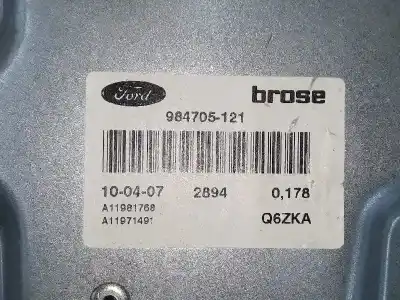 Ford brose
984705-121
10-04-07 2894 0,178
A11981768
A11971491 Q6ZKA